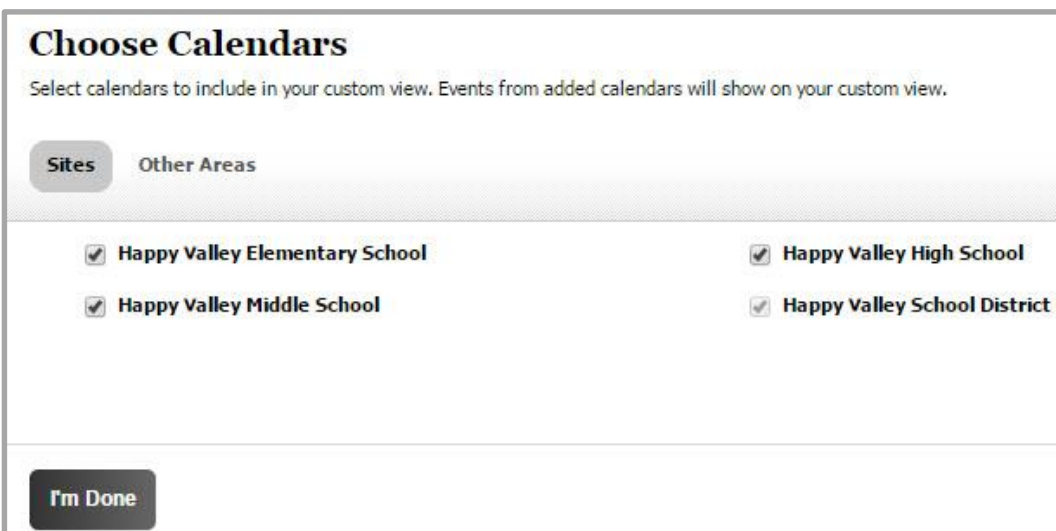 Choose Calendars
Select calendars to include in your custom view. Events from added calendars will show on your custom view.
Sites Other Areas
Happy Valley Elementary School Happy Valley High School
Happy Valley Middle School Happy Valley School District
I'm Done